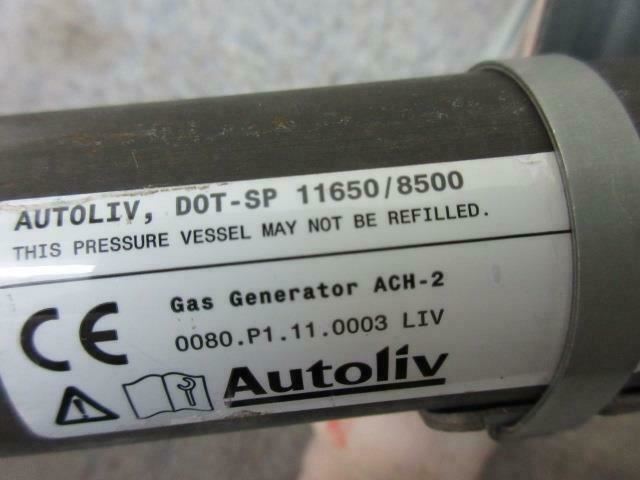 AUTOLIV, DOT-SP 11650/8500
THIS PRESSURE VESSEL MAY NOT BE REFILLED.
CE
Gas Generator ACH-2
0080.P1.11.0003 LIV
Autoliv